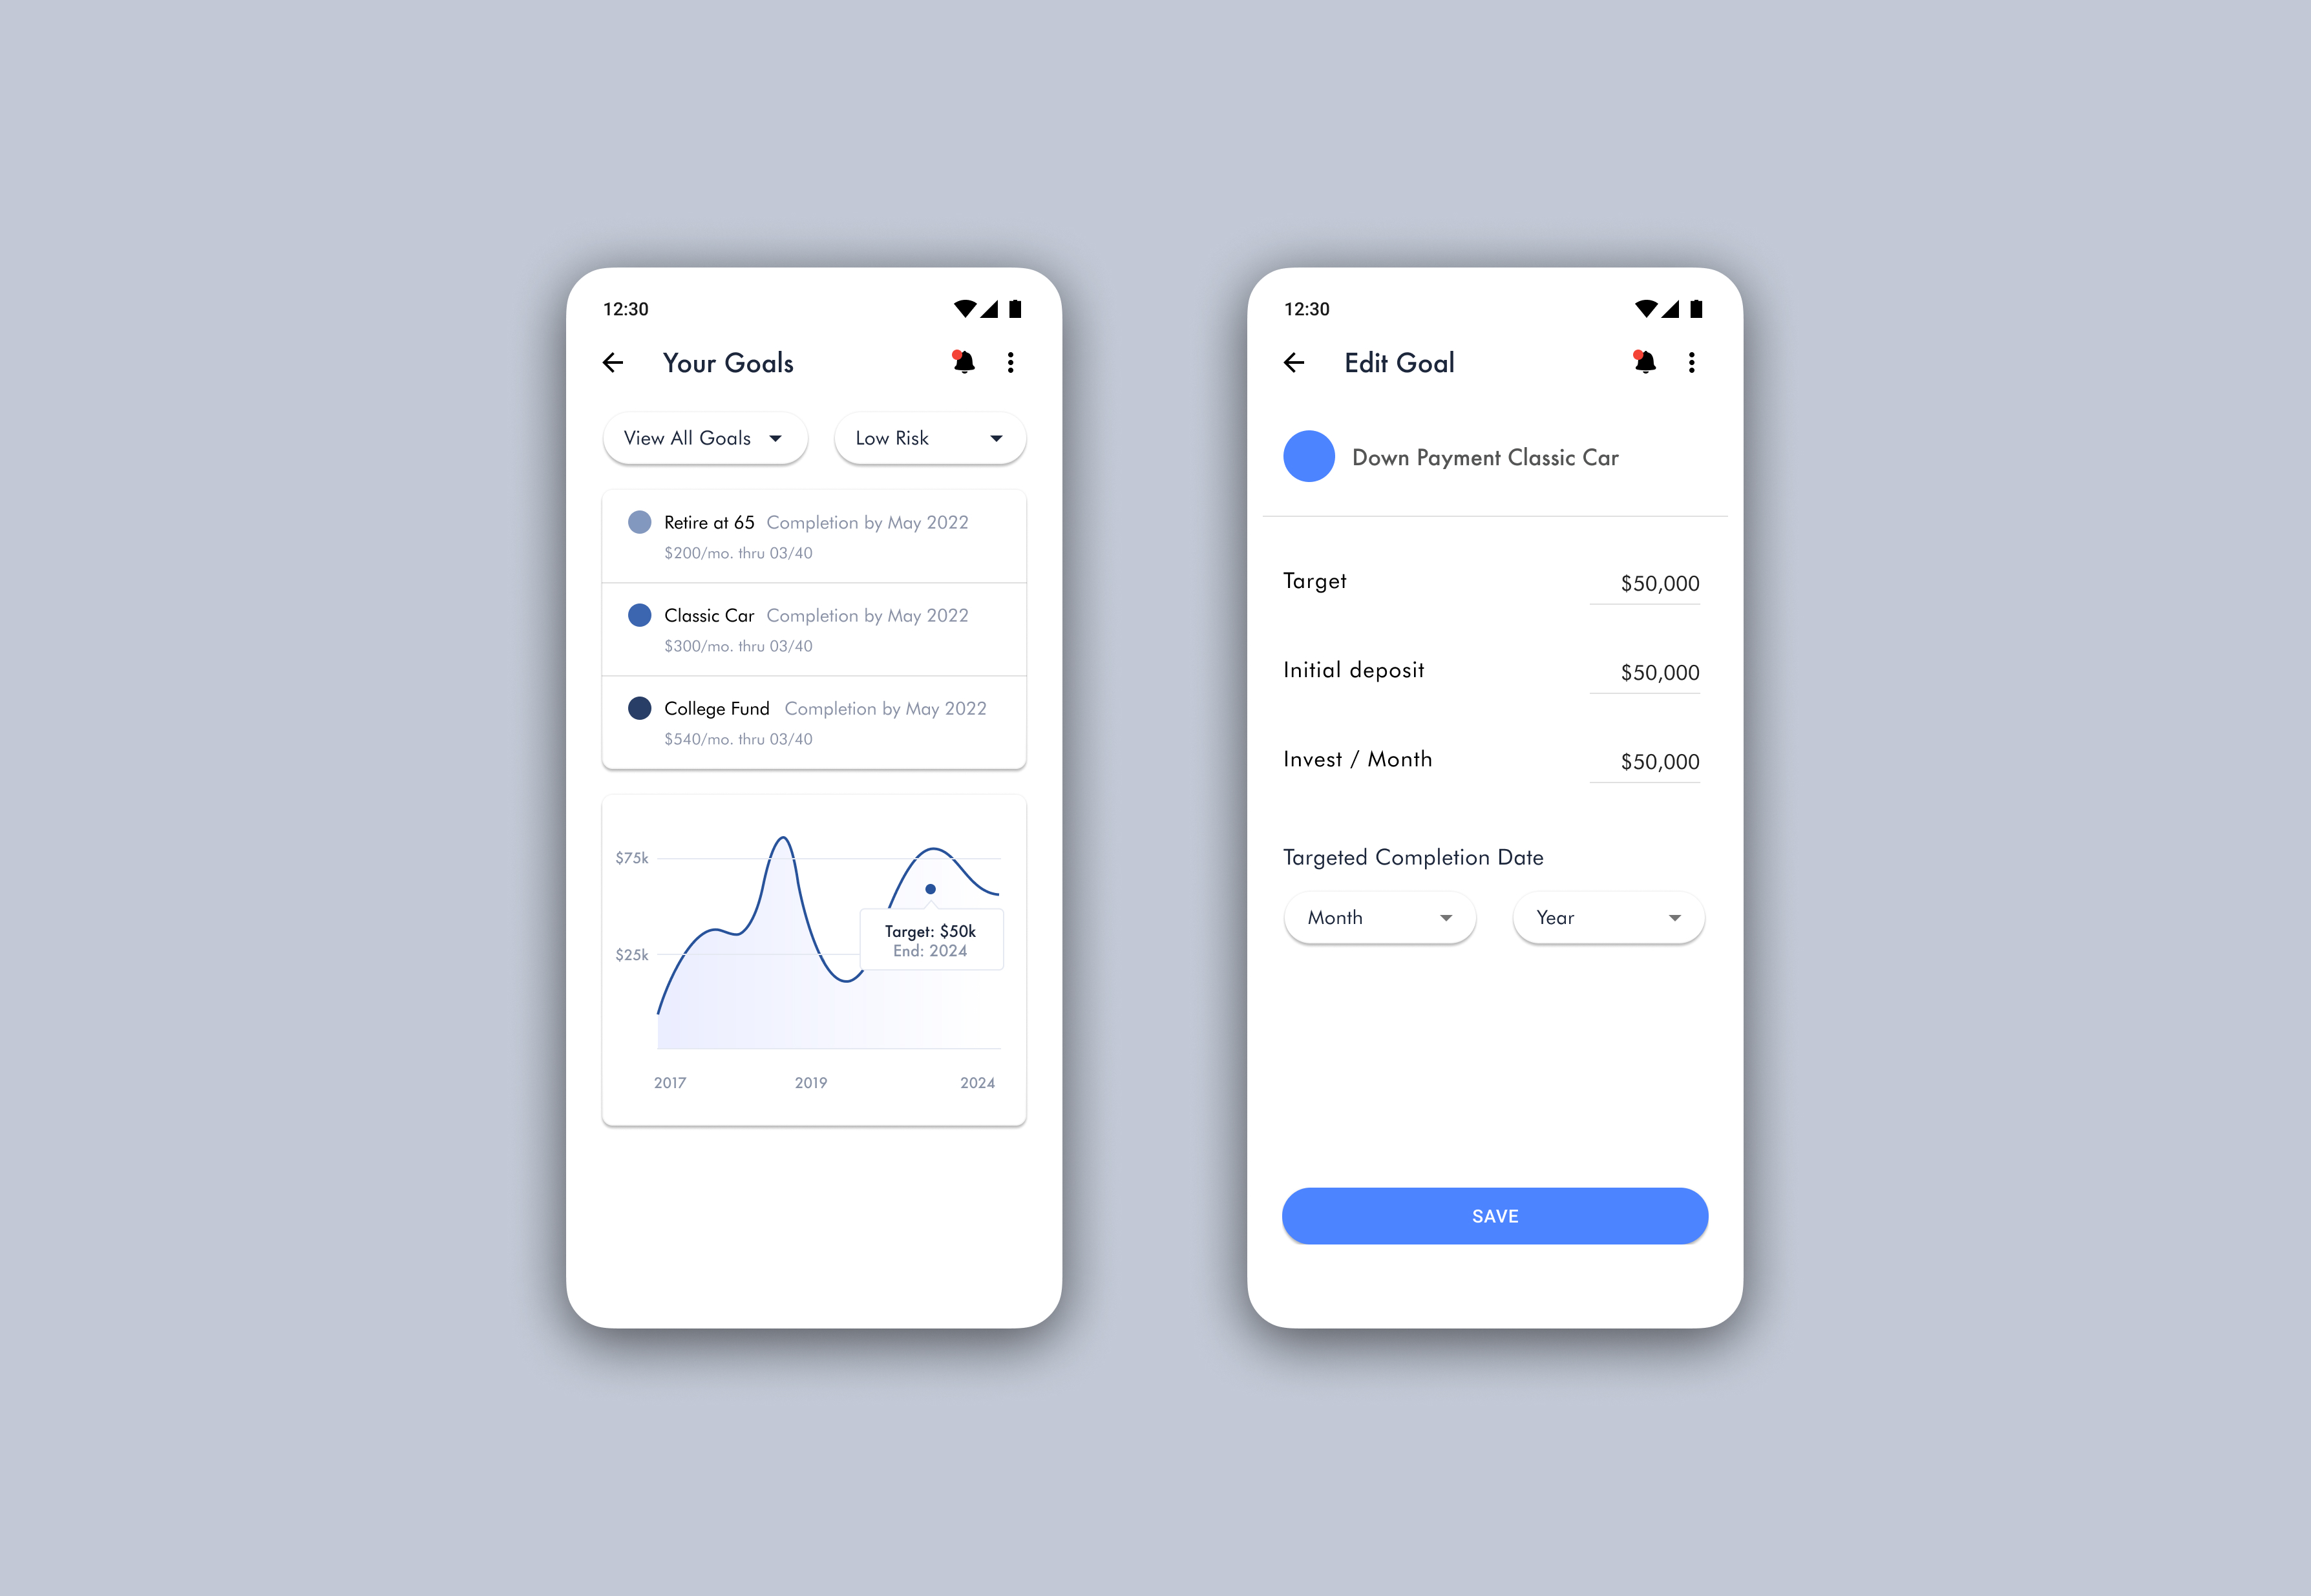 12:30
Your Goals
View All Goals
Low Risk
Retire at 65 Completion by May 2022
$200/mo. thru 03/40
Classic Car Completion by May 2022
$300/mo. thru 03/40
College Fund Completion by May 2022
$540/mo. thru 03/40
$75k
$25k
Target: $50k
End: 2024
2017 2019 2024
12:30
Edit Goal
Down Payment Classic Car
Target $50,000
Initial deposit $50,000
Invest / Month $50,000
Targeted Completion Date
Month
Year
SAVE